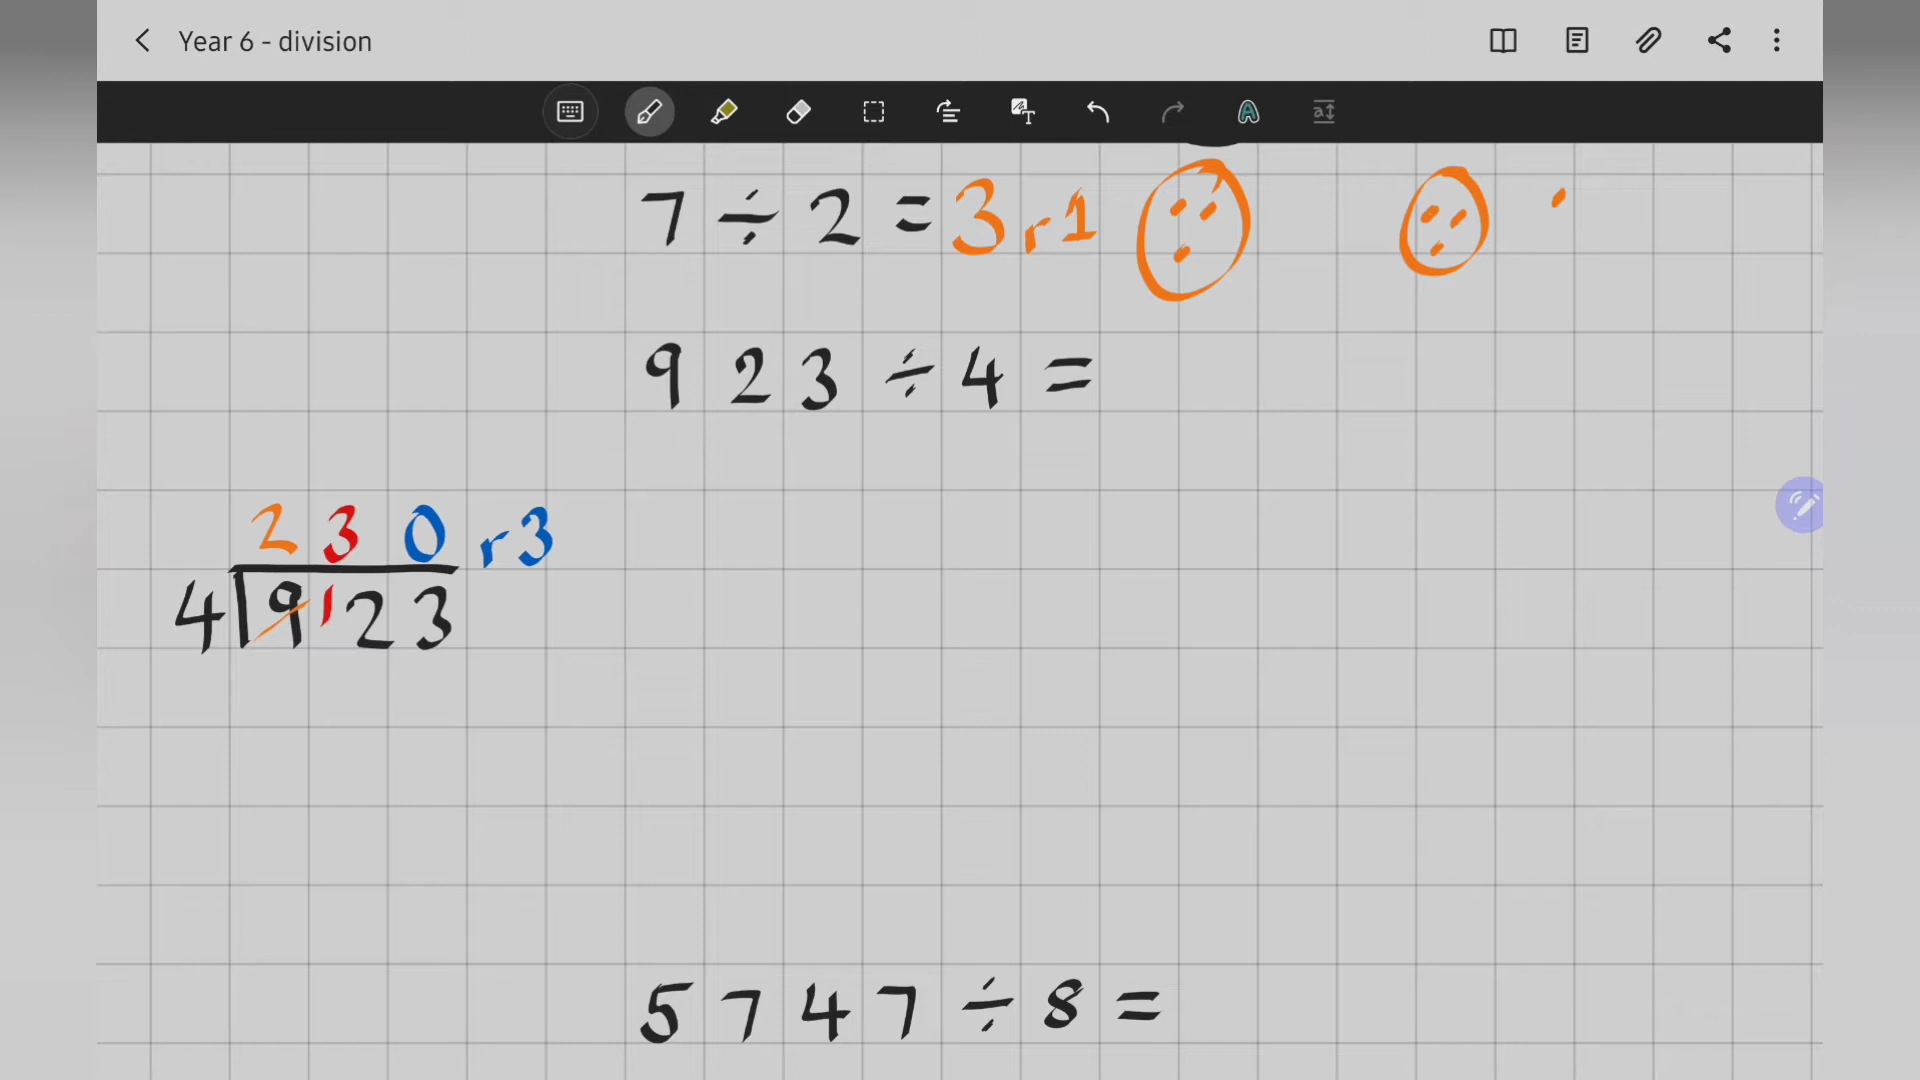 Year 6 - division
7 ÷ 2 = 3 r 1
9 2 3 ÷ 4 =
2 3 0 r 3
4 9 1 2 3
5 7 4 7 ÷ 8 =